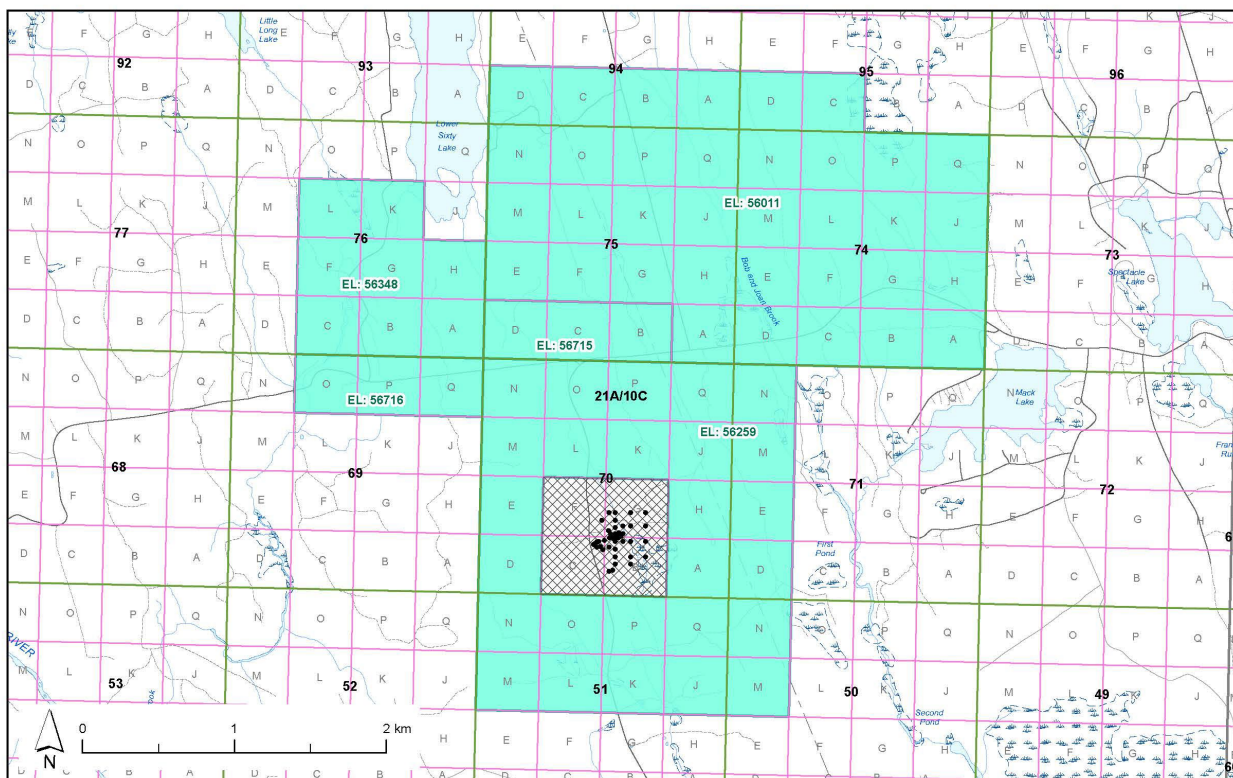 Little
Long
Lake
K J M L K J
F G H E F G H E F G H E F G H E F G H
92 93 94 95 96
D C B A D C B A D C B A D C B A D C B A
Lower
Sixty
Lake
N O P Q N O P Q N O P Q N O P Q N O P Q
M L K J M L K J M L K J M L K J M L K J
EL: 56011
77 76 75 74 73
E F G H E F G H E F G H E F G H E F G H
Bob and Joan Brook
Spectacle
Lake
EL: 56348
D C B A D C B A D C B A D C B A D C B A
EL: 56715
N O P Q N O P Q N O P Q N O P Q N O P Q
EL: 56716
21A/10C
Mack
Lake
EL: 56259
M L K J M L K J M L K J M L K J M L K J
68 69 70 71 72
E F G H E F G H E F G H E F G H E F G H
First
Pond
D C B A D C B A D C A D C B A D C B A
N O P Q N O P Q N O P Q N O P Q N O P Q
RIVER
M L K J M L K J M L K J M L K J M L K J
53 52 51 50 49
Second
Pond
0 1 2 km
N
E F G H E F G H E F G H
D C B A D C B A D C B A D C B A D C B A